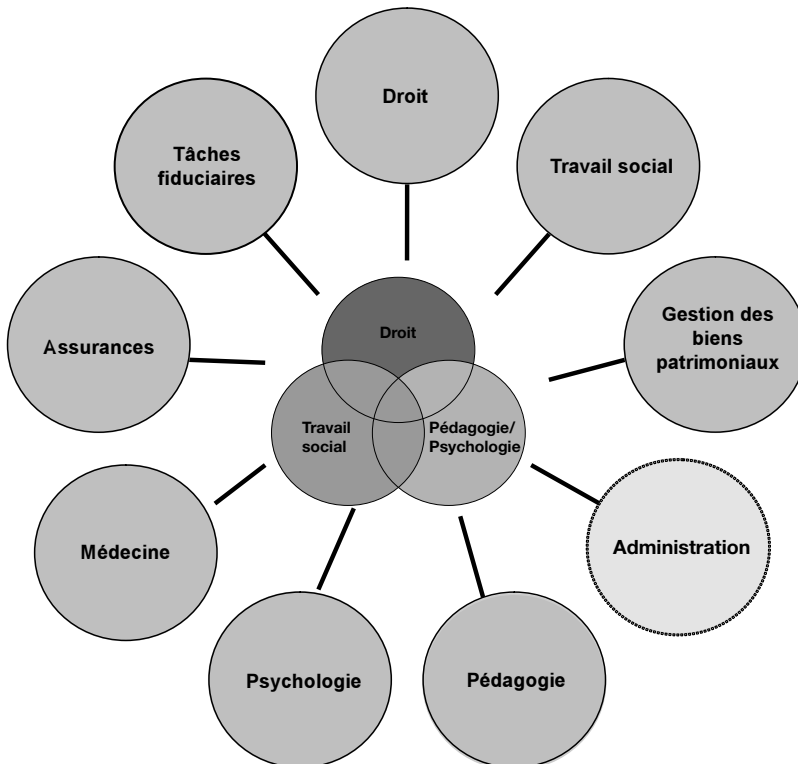 Droit
Tâches
fiduciaires
Travail social
Gestion des
biens
patrimoniaux
Assurances
Droit
Travail
social
Pédagogie/
Psychologie
Médecine
Administration
Psychologie
Pédagogie